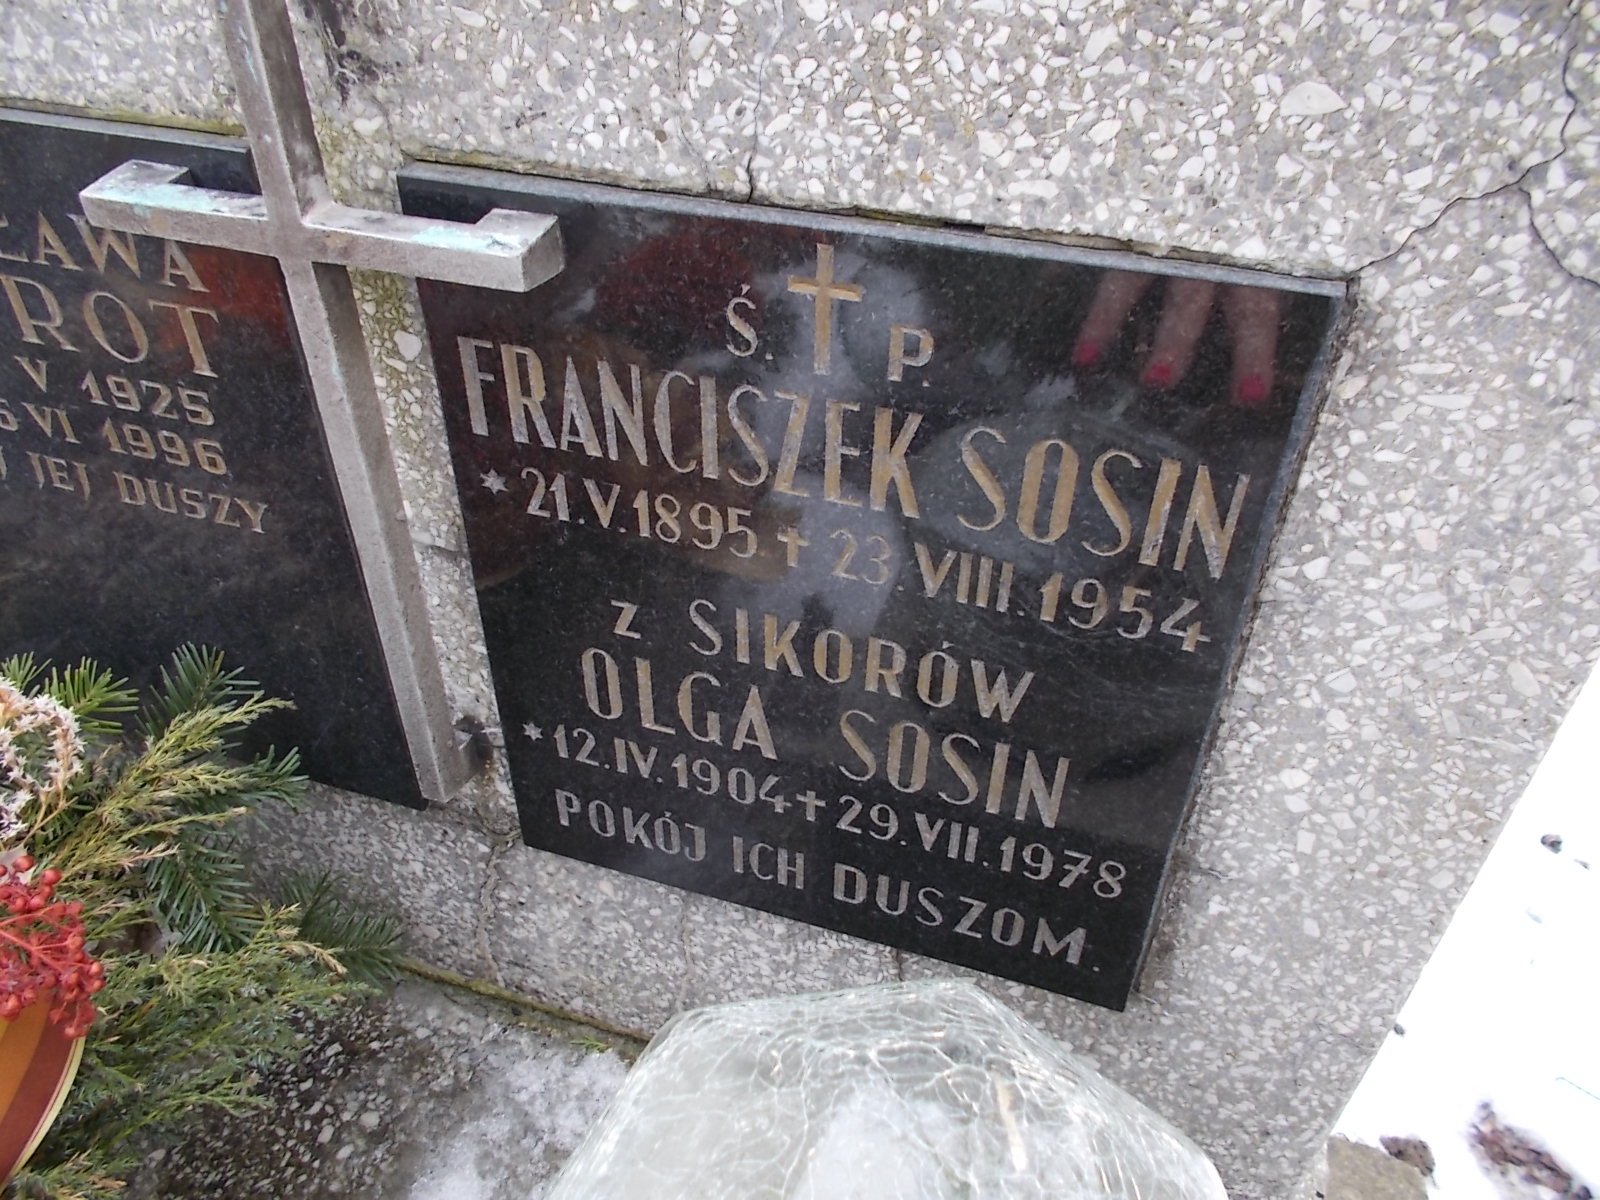 ROT
V 1925
VI 1996
JEJ DUSZY
Ś. P.
FRANCISZEK SOSIN
* 21.V.1895 ✝ 23.VIII.1954
Z SIKORÓW
OLGA SOSIN
* 12.IV.1904 ✝ 29.VII.1978
POKÓJ ICH DUSZOM.